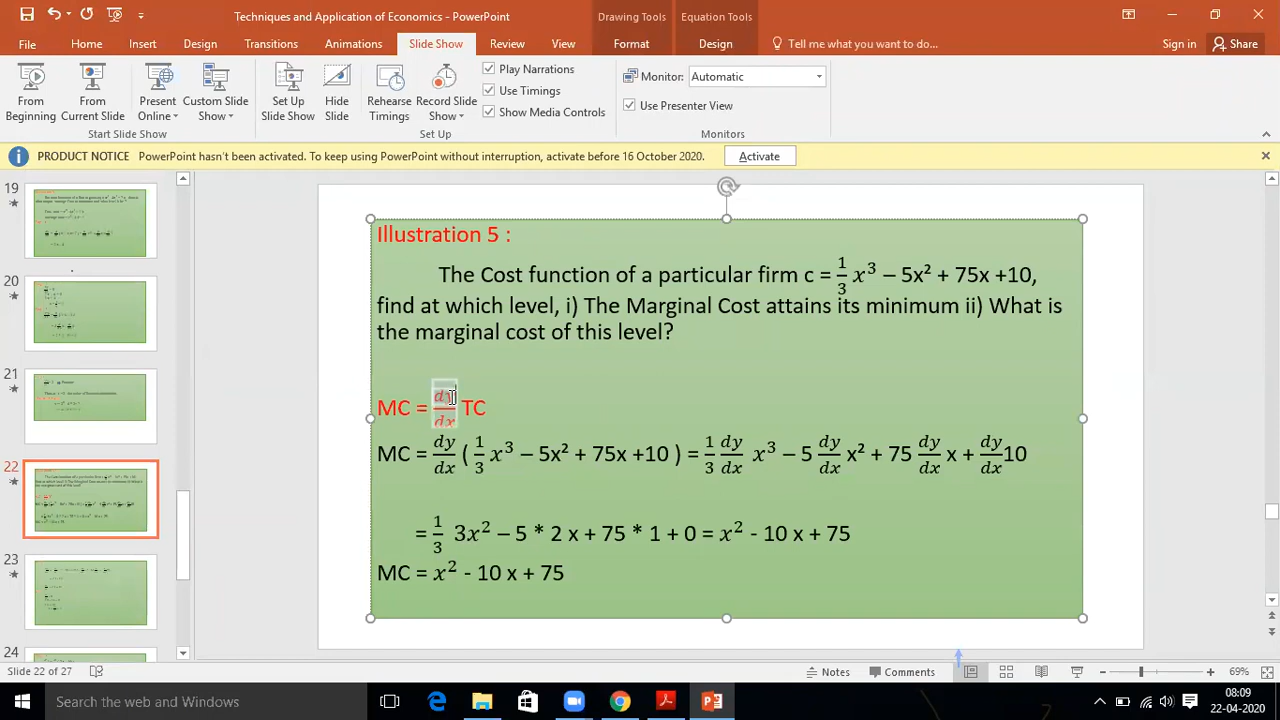 Techniques and Application of Economics - PowerPoint
Drawing Tools
Equation Tools
File
Home
Insert
Design
Transitions
Animations
Slide Show
Review
View
Format
Design
Tell me what you want to do...
Sign in
Share
From Beginning
From Current Slide
Present Online
Custom Slide Show
Set Up Slide Show
Hide Slide
Rehearse Timings
Record Slide Show
Play Narrations
Use Timings
Show Media Controls
Monitor:
Automatic
Use Presenter View
Start Slide Show
Set Up
Monitors
PRODUCT NOTICE
PowerPoint hasn't been activated. To keep using PowerPoint without interruption, activate before 16 October 2020.
Activate
19
20
21
22
23
24
Illustration 5 :
The Cost function of a particular firm c = 1/3 x³ – 5x² + 75x +10,
find at which level, i) The Marginal Cost attains its minimum ii) What is
the marginal cost of this level?
MC = dy/dx TC
MC = dy/dx ( 1/3 x³ – 5x² + 75x +10 ) = 1/3 dy/dx x³ – 5 dy/dx x² + 75 dy/dx x + dy/dx 10
= 1/3 3x² – 5 * 2 x + 75 * 1 + 0 = x² - 10 x + 75
MC = x² - 10 x + 75
Slide 22 of 27
Notes
Comments
69%
Search the web and Windows
08:09
22-04-2020